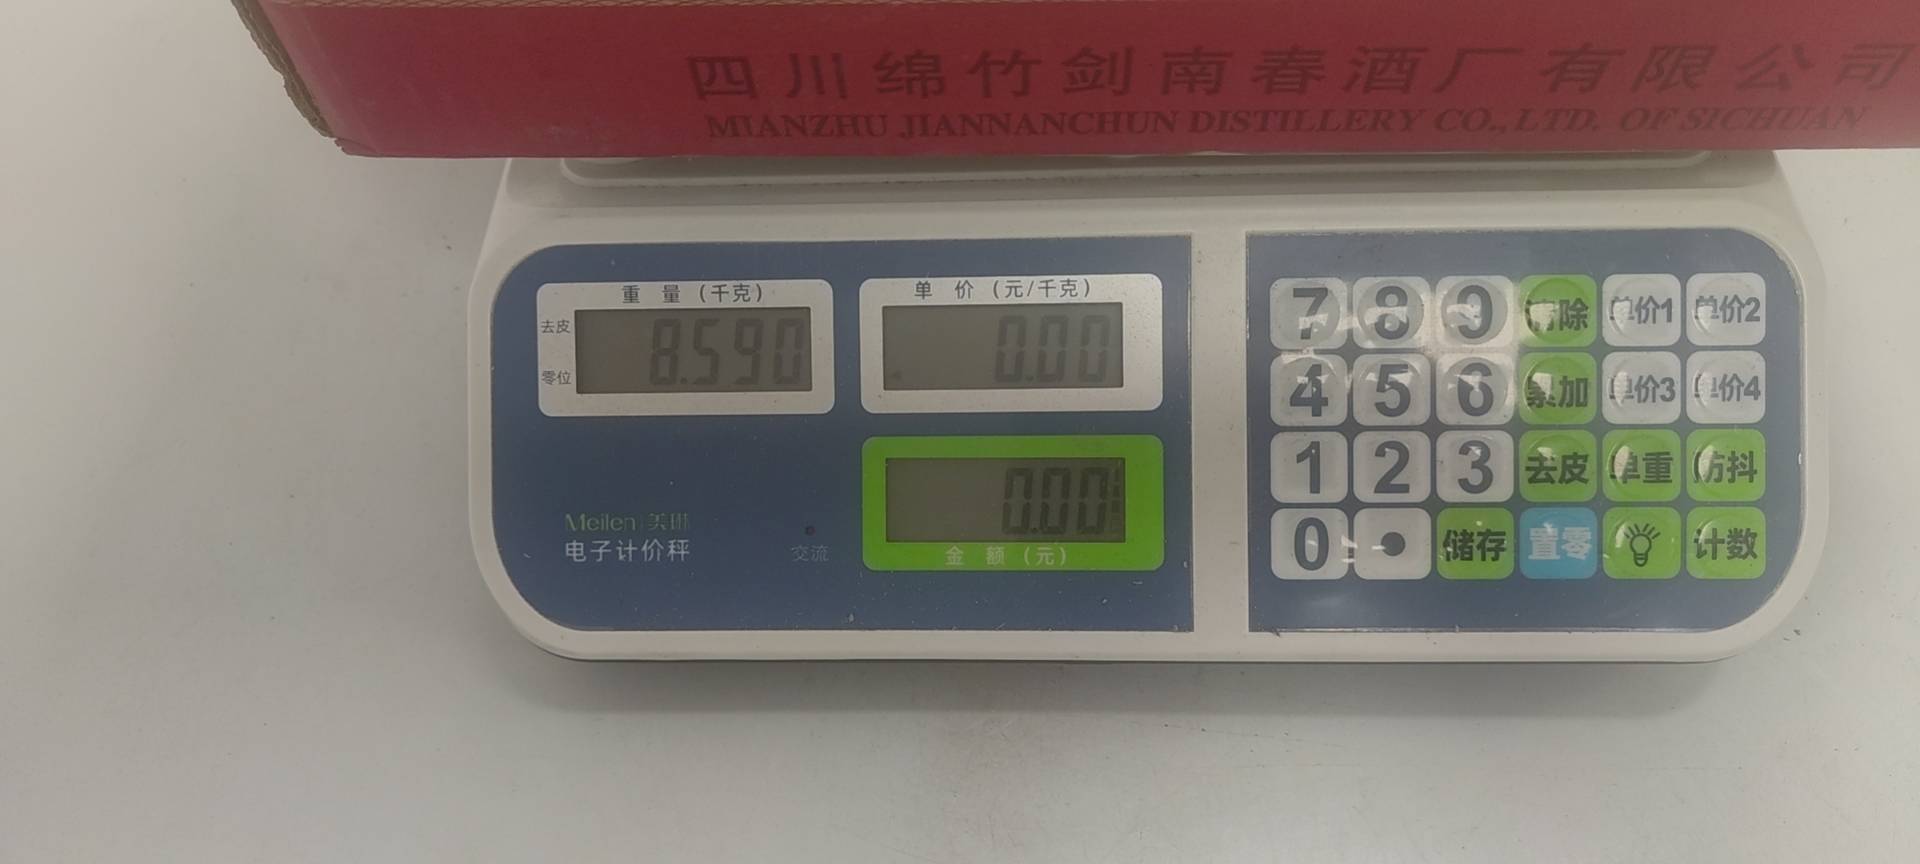 四川绵竹剑南春酒厂有限公司
MIANZHU JIANNANCHUN DISTILLERY CO., LTD. OF SICHUAN
重 量 (千克)
去皮
零位
8.590
单 价 (元/千克)
0.00
0.00
金 额 (元)
Meilen 美琳
电子计价秤
交流
7 8 9 清除 单价1 单价2
4 5 6 累加 单价3 单价4
1 2 3 去皮 单重 防抖
0 • 储存 置零 计数